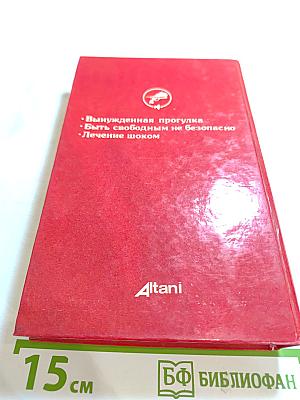 · Вынужденная прогулка
· Быть свободным не безопасно
· Лечение шоком
Altani
15 см
БФ БИБЛИОФАН